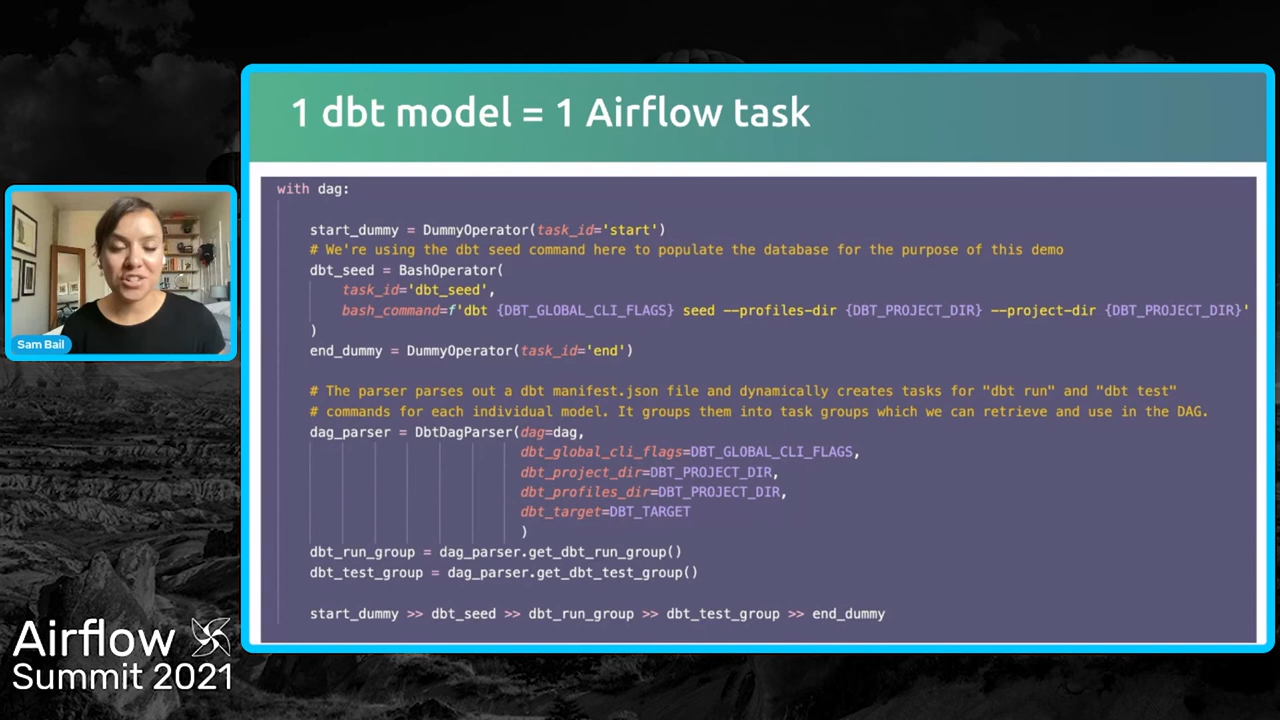 1 dbt model = 1 Airflow task
with dag:
start_dummy = DummyOperator(task_id='start')
# We're using the dbt seed command here to populate the database for the purpose of this demo
dbt_seed = BashOperator(
task_id='dbt_seed',
bash_command=f'dbt {DBT_GLOBAL_CLI_FLAGS} seed --profiles-dir {DBT_PROJECT_DIR} --project-dir {DBT_PROJECT_DIR}'
)
end_dummy = DummyOperator(task_id='end')
# The parser parses out a dbt manifest.json file and dynamically creates tasks for "dbt run" and "dbt test"
# commands for each individual model. It groups them into task groups which we can retrieve and use in the DAG.
dag_parser = DbtDagParser(dag=dag,
dbt_global_cli_flags=DBT_GLOBAL_CLI_FLAGS,
dbt_project_dir=DBT_PROJECT_DIR,
dbt_profiles_dir=DBT_PROJECT_DIR,
dbt_target=DBT_TARGET
)
dbt_run_group = dag_parser.get_dbt_run_group()
dbt_test_group = dag_parser.get_dbt_test_group()
start_dummy >> dbt_seed >> dbt_run_group >> dbt_test_group >> end_dummy
Sam Bail
Airflow
Summit 2021